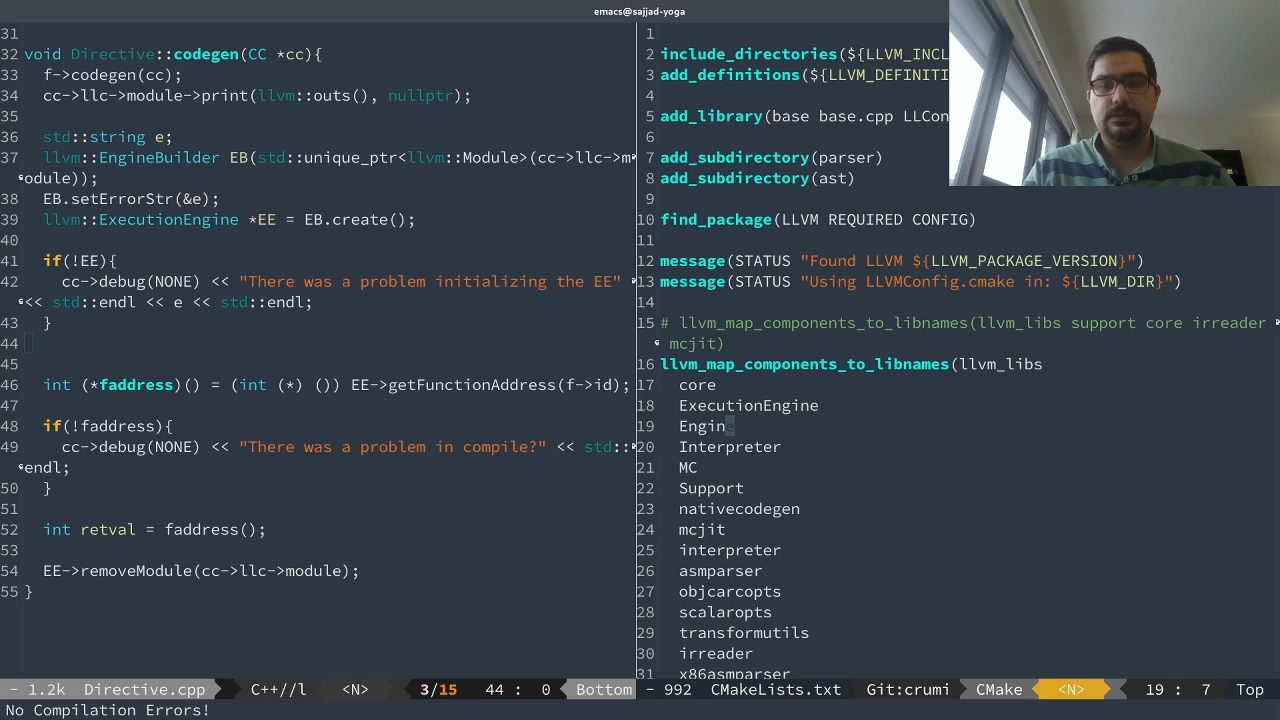 emacs@sajjad-yoga
31
32 void Directive::codegen(CC *cc){
33 f->codegen(cc);
34 cc->llc->module->print(llvm::outs(), nullptr);
35
36 std::string e;
37 llvm::EngineBuilder EB(std::unique_ptr<llvm::Module>(cc->llc->m
odule));
38 EB.setErrorStr(&e);
39 llvm::ExecutionEngine *EE = EB.create();
40
41 if(!EE){
42 cc->debug(NONE) << "There was a problem initializing the EE"
<< std::endl << e << std::endl;
43 }
44
45
46 int (*faddress)() = (int (*) ()) EE->getFunctionAddress(f->id);
47
48 if(!faddress){
49 cc->debug(NONE) << "There was a problem in compile?" << std::
endl;
50 }
51
52 int retval = faddress();
53
54 EE->removeModule(cc->llc->module);
55 }
- 1.2k Directive.cpp C++//l <N> 3/15 44 : 0 Bottom
1
2 include_directories(${LLVM_INCL
3 add_definitions(${LLVM_DEFINITI
4
5 add_library(base base.cpp LLCon
6
7 add_subdirectory(parser)
8 add_subdirectory(ast)
9
10 find_package(LLVM REQUIRED CONFIG)
11
12 message(STATUS "Found LLVM ${LLVM_PACKAGE_VERSION}")
13 message(STATUS "Using LLVMConfig.cmake in: ${LLVM_DIR}")
14
15 # llvm_map_components_to_libnames(llvm_libs support core irreader
mcjit)
16 llvm_map_components_to_libnames(llvm_libs
17 core
18 ExecutionEngine
19 Engine
20 Interpreter
21 MC
22 Support
23 nativecodegen
24 mcjit
25 interpreter
26 asmparser
27 objcarcopts
28 scalaropts
29 transformutils
30 irreader
31 x86asmparser
- 992 CMakeLists.txt Git:crumi CMake <N> 19 : 7 Top
No Compilation Errors!